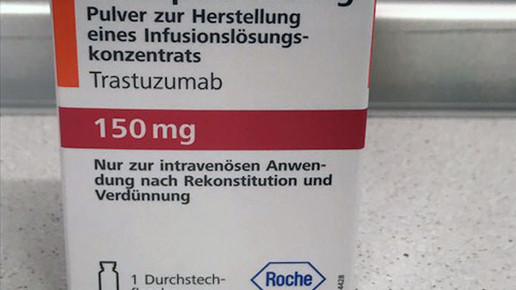 Pulver zur Herstellung
eines Infusionslösungs-
konzentrats
Trastuzumab
150 mg
Nur zur intravenösen Anwen-
dung nach Rekonstitution und
Verdünnung
1 Durchstech-
Roche